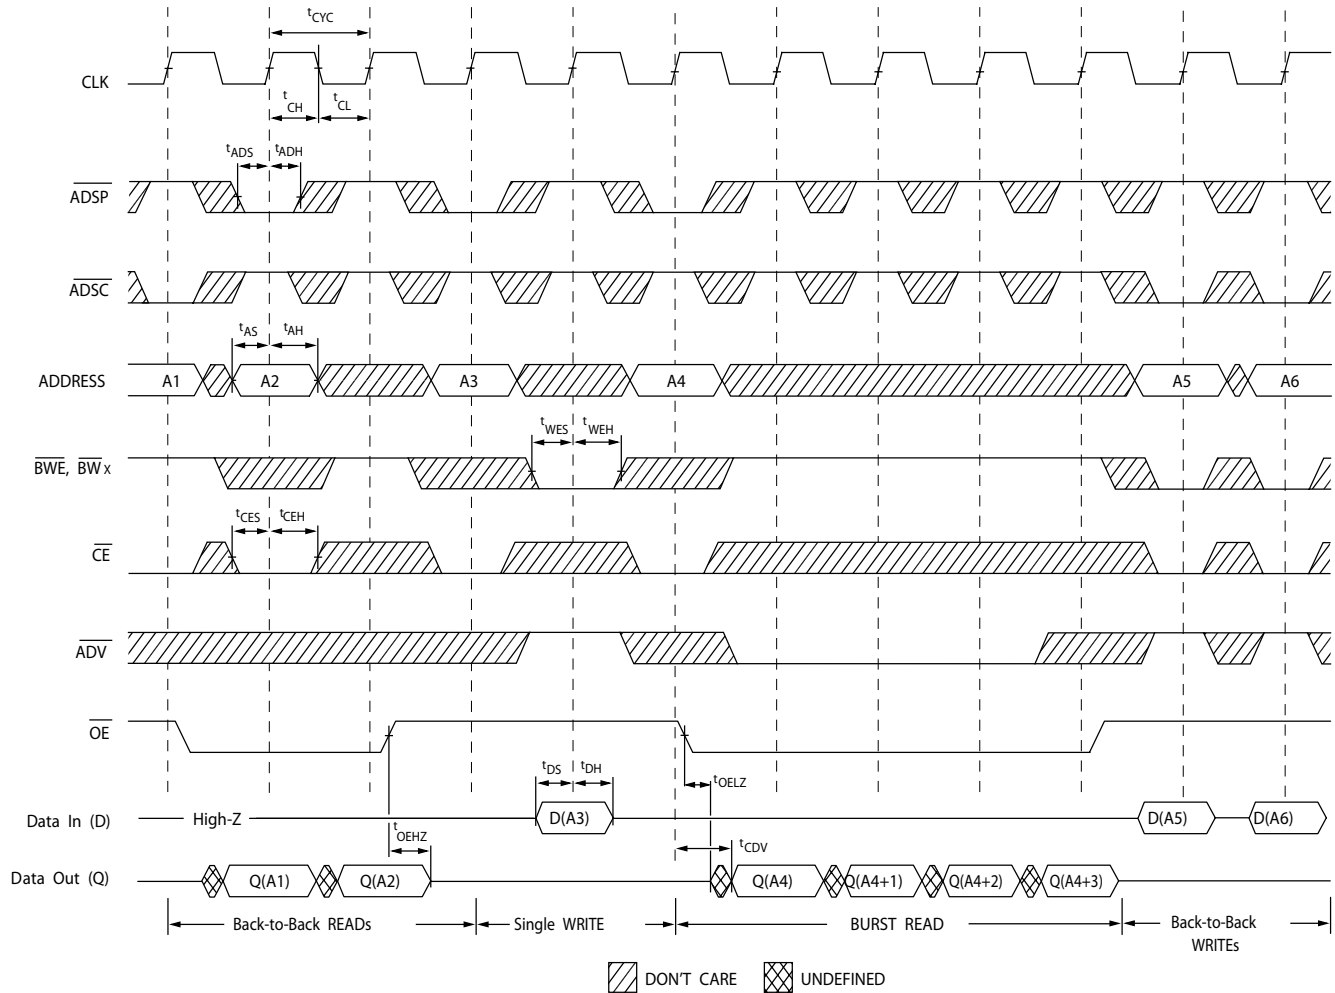 tCYC
CLK
tCH
tCL
tADS
tADH
ADSP
ADSC
tAS
tAH
ADDRESS
A1
A2
A3
A4
A5
A6
tWES
tWEH
BWE, BW x
tCES
tCEH
CE
ADV
OE
tDS
tDH
tOELZ
Data In (D)
High-Z
D(A3)
D(A5)
D(A6)
tOEHZ
tCDV
Data Out (Q)
Q(A1)
Q(A2)
Q(A4)
Q(A4+1)
Q(A4+2)
Q(A4+3)
Back-to-Back READs
Single WRITE
BURST READ
Back-to-Back
WRITEs
DON'T CARE
UNDEFINED